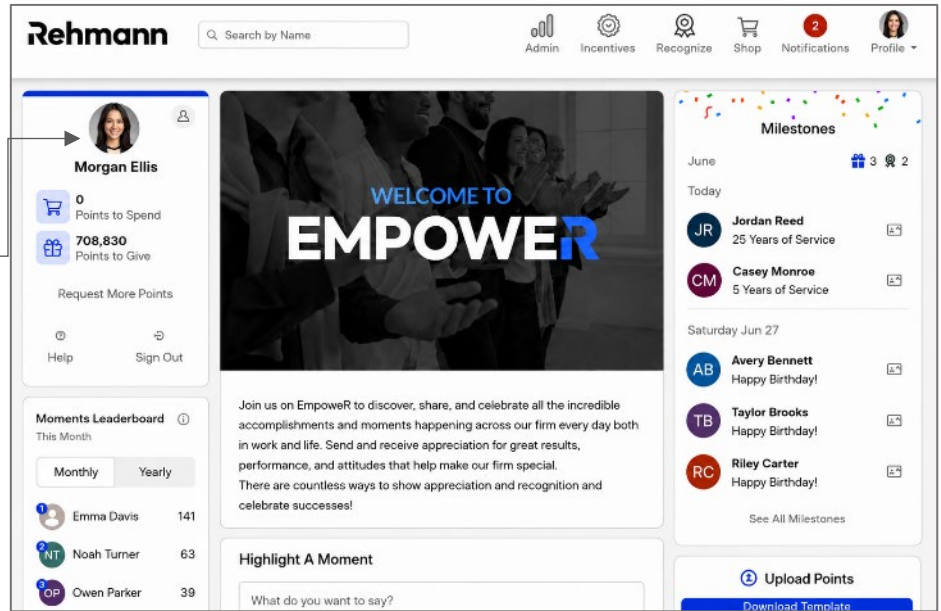 Rehmann
Search by Name
Admin
Incentives
Recognize
Shop
2
Notifications
Profile
Morgan Ellis
0
Points to Spend
708,830
Points to Give
Request More Points
Help
Sign Out
Moments Leaderboard
This Month
Monthly
Yearly
1
Emma Davis 141
2
NT Noah Turner 63
3
OP Owen Parker 39
WELCOME TO
EMPOWER
Join us on EmpoweR to discover, share, and celebrate all the incredible
accomplishments and moments happening across our firm every day both
in work and life. Send and receive appreciation for great results,
performance, and attitudes that help make our firm special.
There are countless ways to show appreciation and recognition and
celebrate successes!
Highlight A Moment
What do you want to say?
Milestones
June 3 2
Today
JR Jordan Reed
25 Years of Service
CM Casey Monroe
5 Years of Service
Saturday Jun 27
AB Avery Bennett
Happy Birthday!
TB Taylor Brooks
Happy Birthday!
RC Riley Carter
Happy Birthday!
See All Milestones
Upload Points
Download Template